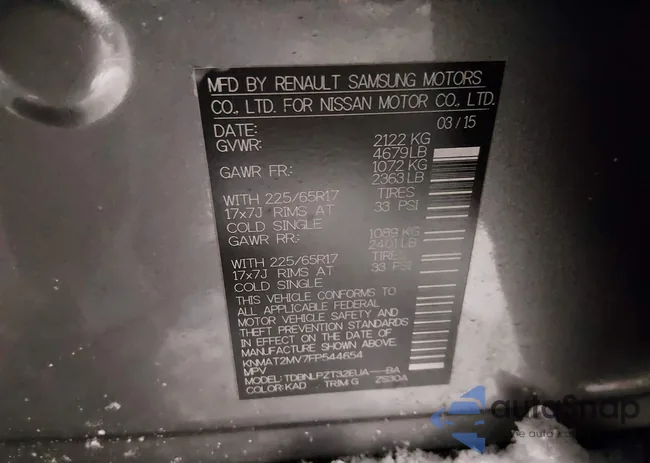 MFD BY RENAULT SAMSUNG MOTORS
CO., LTD. FOR NISSAN MOTOR CO., LTD.
DATE: 03/15
GVWR: 2122 KG
4679LB
GAWR FR: 1072 KG
2363LB
WITH 225/65R17 TIRES
17x7J RIMS AT 33 PSI
COLD SINGLE
GAWR RR: 1089 KG
2401LB
WITH 225/65R17 TIRES
17x7J RIMS AT 33 PSI
COLD SINGLE
THIS VEHICLE CONFORMS TO
ALL APPLICABLE FEDERAL
MOTOR VEHICLE SAFETY AND
THEFT PREVENTION STANDARDS
IN EFFECT ON THE DATE OF
MANUFACTURE SHOWN ABOVE.
KNMAT2MV7FP544654
MPV
MODEL: TDBNLPZT32EUA---BA
COLOR: KAD TRIM: G ZS30A
autosnap